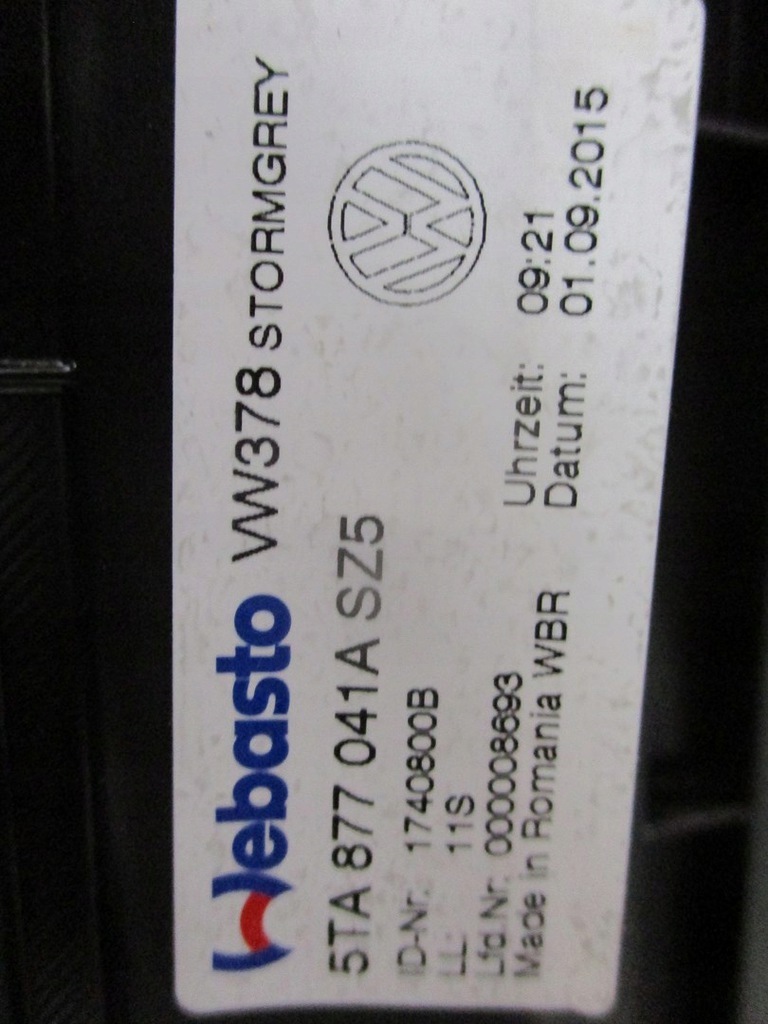 Webasto VW378 STORMGREY
5TA 877 041A SZ5
ID-Nr.: 1740800B
LL: 11S
Lfd.Nr: 000008693
Made in Romania WBR
VW
Uhrzeit: 09:21
Datum: 01.09.2015